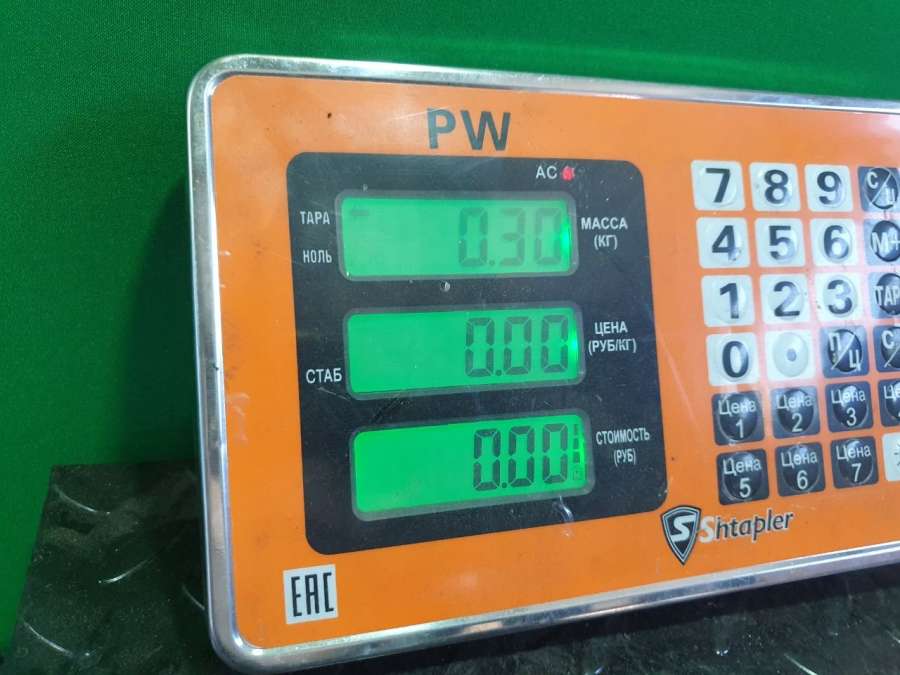 PW
AC
ТАРА
НОЛЬ
0.30
МАССА
(КГ)
СТАБ
0.00
ЦЕНА
(РУБ/КГ)
0.00
СТОИМОСТЬ
(РУБ)
7 8 9 С/Ц
4 5 6 М+
1 2 3 ТАР
0 . П/Ц С
Цена 1 Цена 2 Цена 3
Цена 5 Цена 6 Цена 7
S Shtapler
EAC